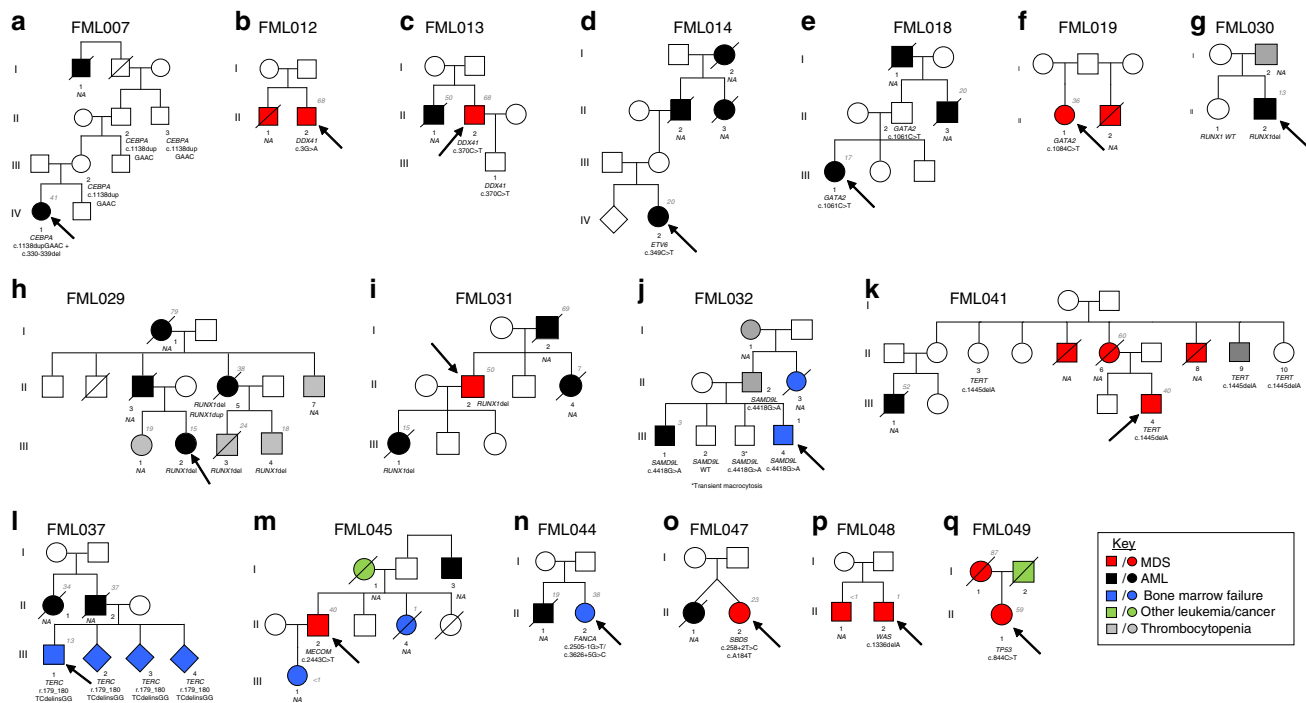 a
FML007
I
1
NA
II
2
CEBPA
c.1138dup
GAAC
3
CEBPA
c.1138dup
GAAC
III
2
CEBPA
c.1138dup
GAAC
IV
41
1
CEBPA
c.1138dupGAAC +
c.330-339del
b
FML012
I
II
68
1
NA
2
DDX41
c.3G>A
c
FML013
I
II
50
1
NA
68
2
DDX41
c.370C>T
III
1
DDX41
c.370C>T
d
FML014
I
2
NA
II
2
NA
3
NA
III
IV
20
2
ETV6
c.349C>T
e
FML018
I
1
NA
II
2
GATA2
c.1061C>T
20
3
NA
III
17
1
GATA2
c.1061C>T
f
FML019
I
II
36
1
GATA2
c.1084C>T
2
NA
g
FML030
I
2
NA
II
1
RUNX1 WT
13
2
RUNX1del
h
FML029
I
79
1
NA
II
3
NA
38
RUNX1del
RUNX1dup
5
7
NA
III
19
1
NA
15
2
RUNX1del
24
3
RUNX1del
18
4
RUNX1del
i
FML031
I
69
2
NA
II
50
2
RUNX1del
7
4
NA
III
15
1
RUNX1del
j
FML032
I
1
NA
II
2
SAMD9L
c.4418G>A
3
NA
III
3
1
SAMD9L
c.4418G>A
2
SAMD9L
WT
3*
SAMD9L
c.4418G>A
1
4
SAMD9L
c.4418G>A
*Transient macrocytosis
k
FML041
I
II
3
TERT
c.1445delA
NA
60
6
NA
8
NA
9
TERT
c.1445delA
10
TERT
c.1445delA
III
52
1
NA
40
4
TERT
c.1445delA
l
FML037
I
II
34
1
NA
37
2
NA
III
13
1
TERC
r.179_180
TCdelinsGG
2
TERC
r.179_180
TCdelinsGG
3
TERC
r.179_180
TCdelinsGG
4
TERC
r.179_180
TCdelinsGG
m
FML045
I
1
NA
3
NA
II
40
2
MECOM
c.2443C>T
1
4
NA
III
<1
1
NA
n
FML044
I
II
19
1
NA
38
2
FANCA
c.2505-1G>T/
c.3626+5G>C
o
FML047
I
II
1
NA
23
2
SBDS
c.258+2T>C
c.A184T
p
FML048
I
II
<1
1
NA
1
2
WAS
c.1336delA
q
FML049
I
87
1
2
II
59
1
TP53
c.844C>T
Key
/ MDS
/ AML
/ Bone marrow failure
/ Other leukemia/cancer
/ Thrombocytopenia